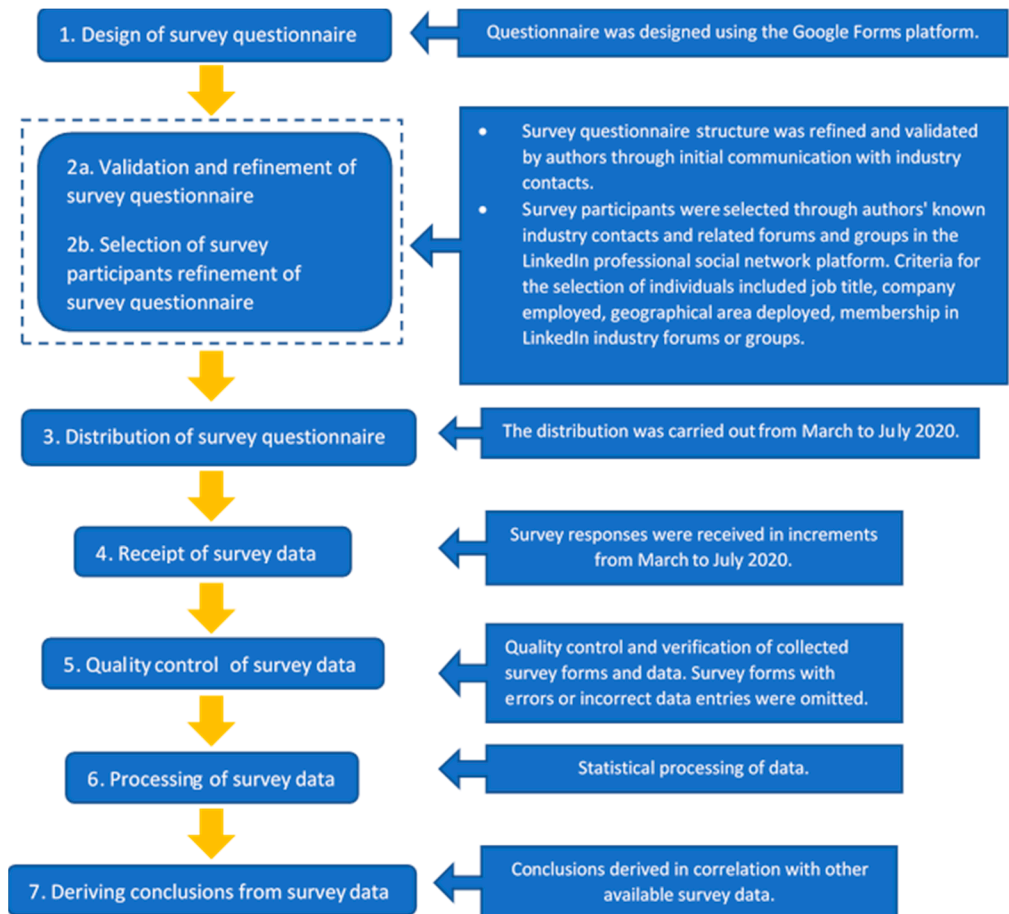 1. Design of survey questionnaire
Questionnaire was designed using the Google Forms platform.
2a. Validation and refinement of
survey questionnaire
2b. Selection of survey
participants refinement of
survey questionnaire
• Survey questionnaire structure was refined and validated
by authors through initial communication with industry
contacts.
• Survey participants were selected through authors' known
industry contacts and related forums and groups in the
LinkedIn professional social network platform. Criteria for
the selection of individuals included job title, company
employed, geographical area deployed, membership in
LinkedIn industry forums or groups.
3. Distribution of survey questionnaire
The distribution was carried out from March to July 2020.
4. Receipt of survey data
Survey responses were received in increments
from March to July 2020.
5. Quality control of survey data
Quality control and verification of collected
survey forms and data. Survey forms with
errors or incorrect data entries were omitted.
6. Processing of survey data
Statistical processing of data.
7. Deriving conclusions from survey data
Conclusions derived in correlation with other
available survey data.